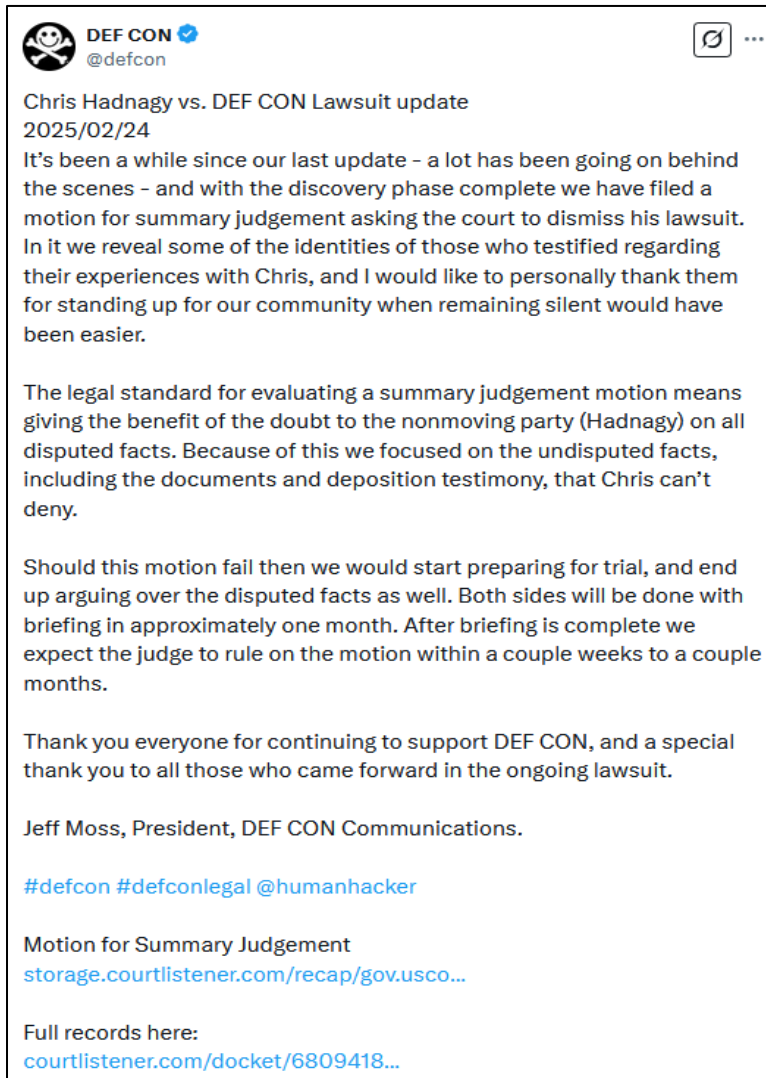 DEF CON
@defcon
Chris Hadnagy vs. DEF CON Lawsuit update
2025/02/24
It’s been a while since our last update - a lot has been going on behind
the scenes - and with the discovery phase complete we have filed a
motion for summary judgement asking the court to dismiss his lawsuit.
In it we reveal some of the identities of those who testified regarding
their experiences with Chris, and I would like to personally thank them
for standing up for our community when remaining silent would have
been easier.
The legal standard for evaluating a summary judgement motion means
giving the benefit of the doubt to the nonmoving party (Hadnagy) on all
disputed facts. Because of this we focused on the undisputed facts,
including the documents and deposition testimony, that Chris can’t
deny.
Should this motion fail then we would start preparing for trial, and end
up arguing over the disputed facts as well. Both sides will be done with
briefing in approximately one month. After briefing is complete we
expect the judge to rule on the motion within a couple weeks to a couple
months.
Thank you everyone for continuing to support DEF CON, and a special
thank you to all those who came forward in the ongoing lawsuit.
Jeff Moss, President, DEF CON Communications.
#defcon #defconlegal @humanhacker
Motion for Summary Judgement
storage.courtlistener.com/recap/gov.usco...
Full records here:
courtlistener.com/docket/6809418...